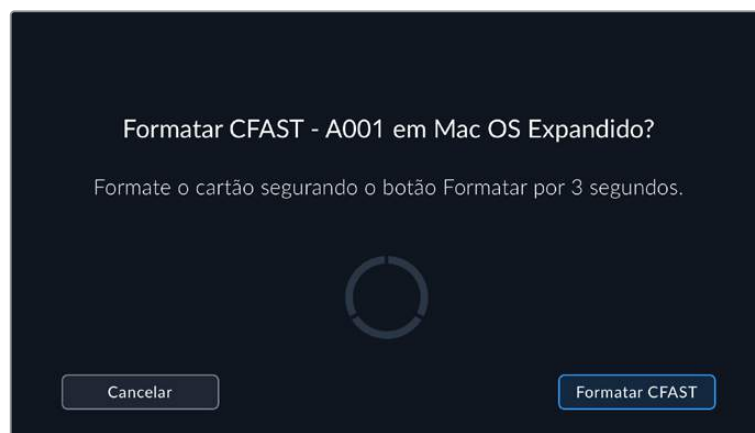 Formatar CFAST - A001 em Mac OS Expandido?
Formate o cartão segurando o botão Formatar por 3 segundos.
Cancelar
Formatar CFAST